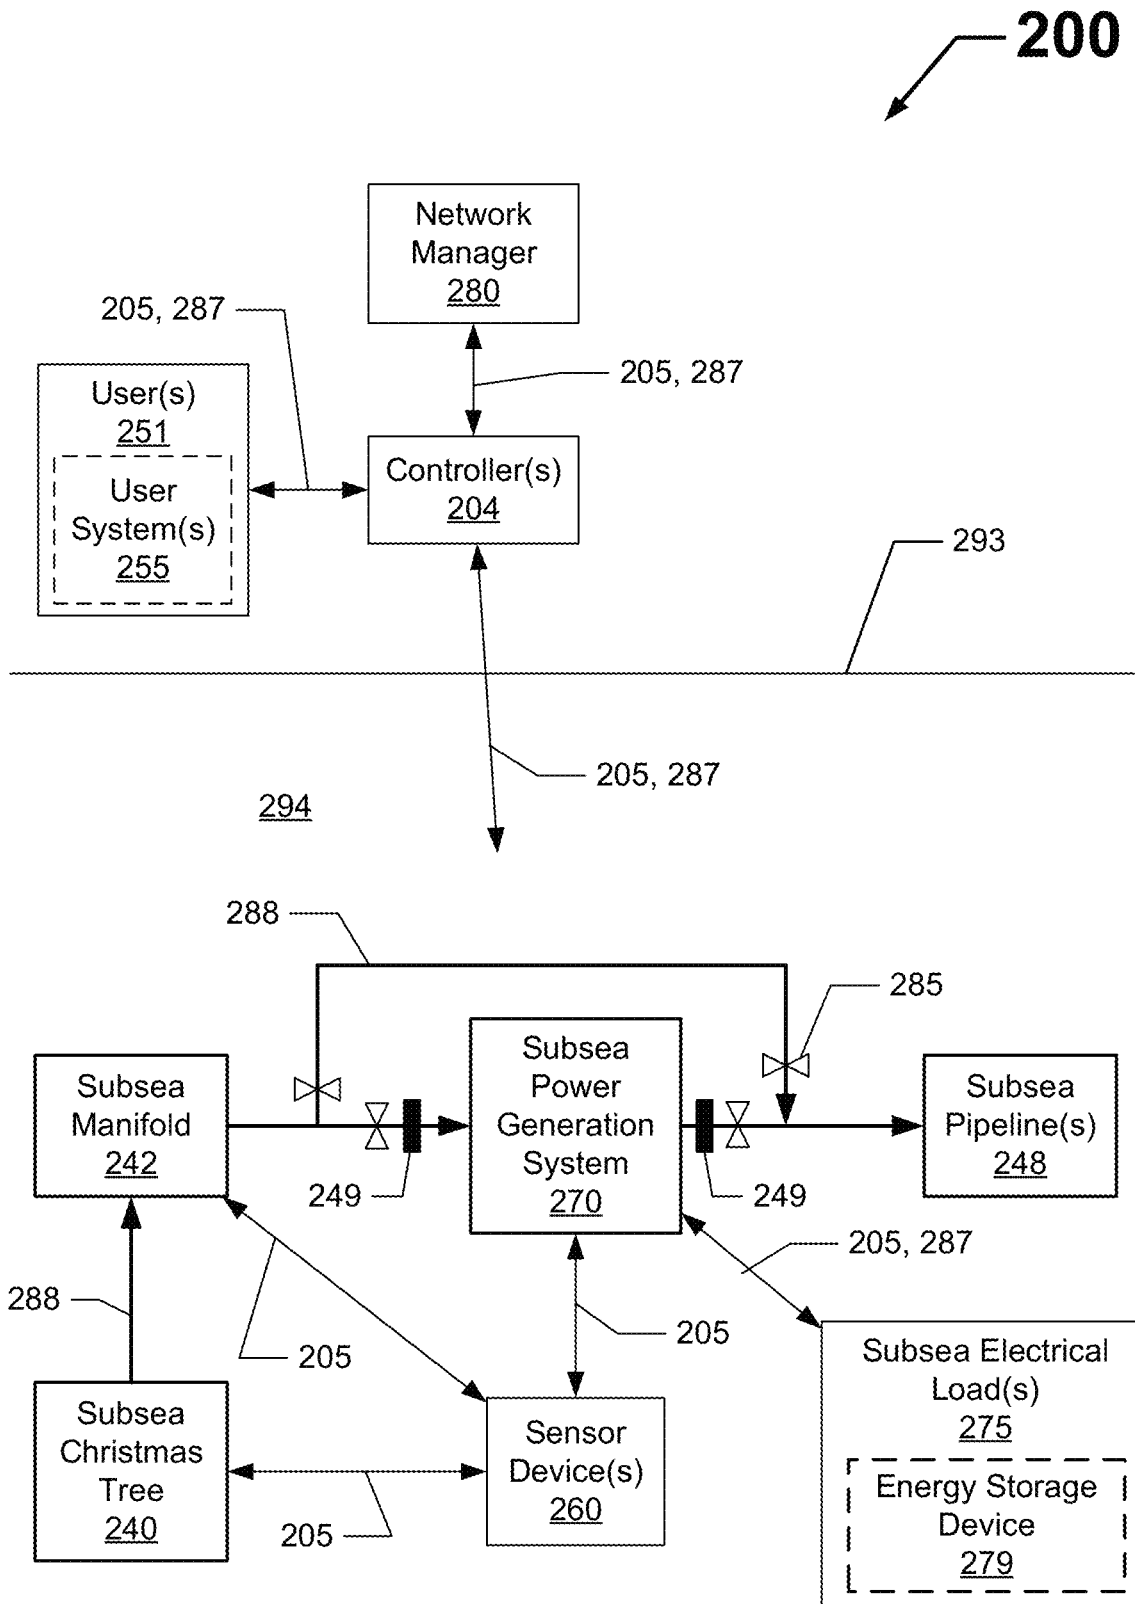 200
Network
Manager
280
205, 287
205, 287
User(s)
251
User
System(s)
255
Controller(s)
204
293
205, 287
294
288
285
Subsea
Manifold
242
Subsea
Power
Generation
System
270
Subsea
Pipeline(s)
248
249
249
205, 287
288
205
205
Subsea
Christmas
Tree
240
205
Sensor
Device(s)
260
Subsea Electrical
Load(s)
275
Energy Storage
Device
279